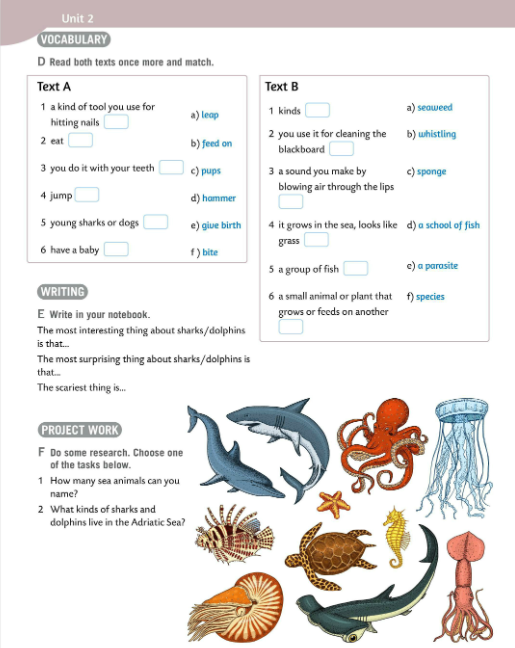 Unit 2
VOCABULARY
D Read both texts once more and match.
Text A
1 a kind of tool you use for
hitting nails
2 eat
3 you do it with your teeth
4 jump
5 young sharks or dogs
6 have a baby
a) leap
b) feed on
c) pups
d) hammer
e) give birth
f ) bite
Text B
1 kinds
2 you use it for cleaning the
blackboard
3 a sound you make by
blowing air through the lips
4 it grows in the sea, looks like
grass
5 a group of fish
6 a small animal or plant that
grows or feeds on another
a) seaweed
b) whistling
c) sponge
d) a school of fish
e) a parasite
f) species
WRITING
E Write in your notebook.
The most interesting thing about sharks/dolphins
is that...
The most surprising thing about sharks/dolphins is
that...
The scariest thing is...
PROJECT WORK
F Do some research. Choose one
of the tasks below.
1 How many sea animals can you
name?
2 What kinds of sharks and
dolphins live in the Adriatic Sea?